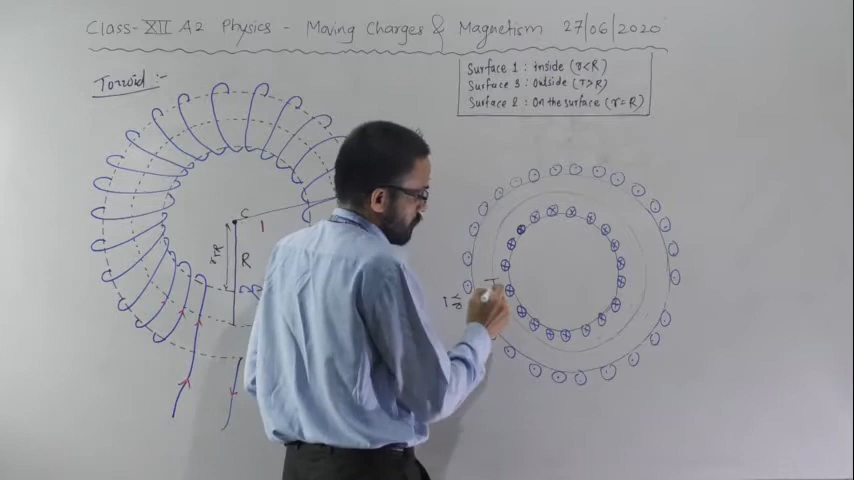 Class-XII A2 Physics - Moving Charges & Magnetism 27/06/2020
Torroid :-
Surface 1 : inside (r<R)
Surface 3 : Outside (r>R)
Surface 2 : On the surface (r=R)
C
R